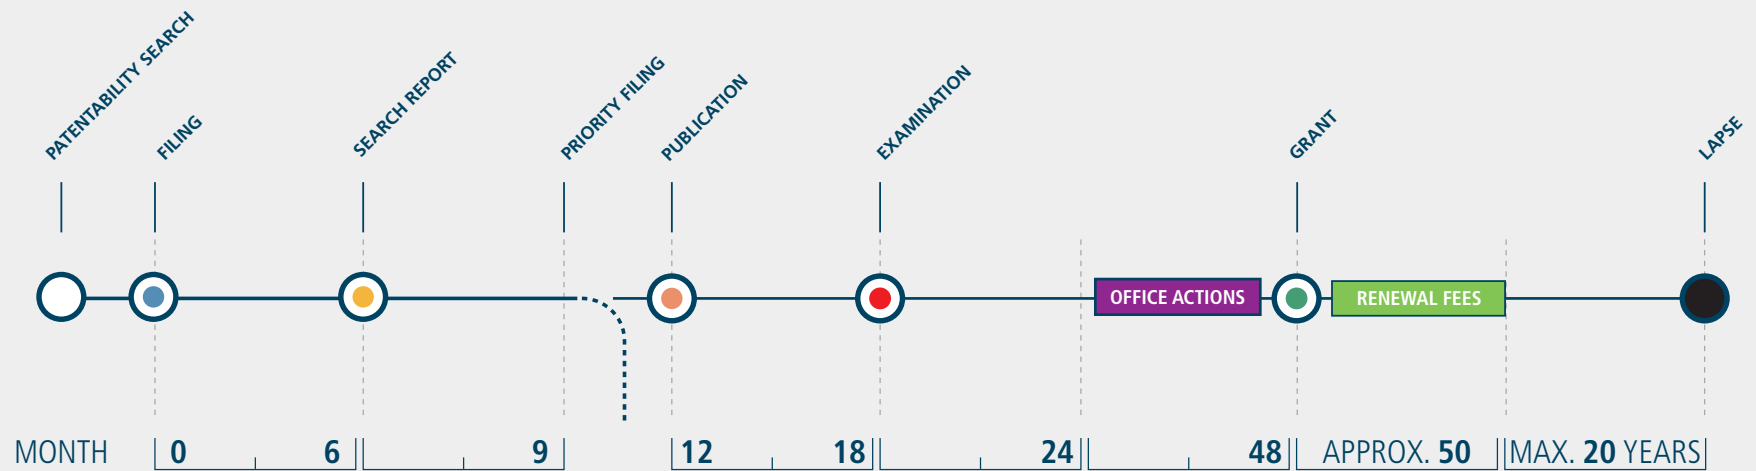 PATENTABILITY SEARCH
FILING
SEARCH REPORT
PRIORITY FILING
PUBLICATION
EXAMINATION
GRANT
LAPSE
OFFICE ACTIONS
RENEWAL FEES
MONTH 0 6 9 12 18 24 48 APPROX. 50 MAX. 20 YEARS